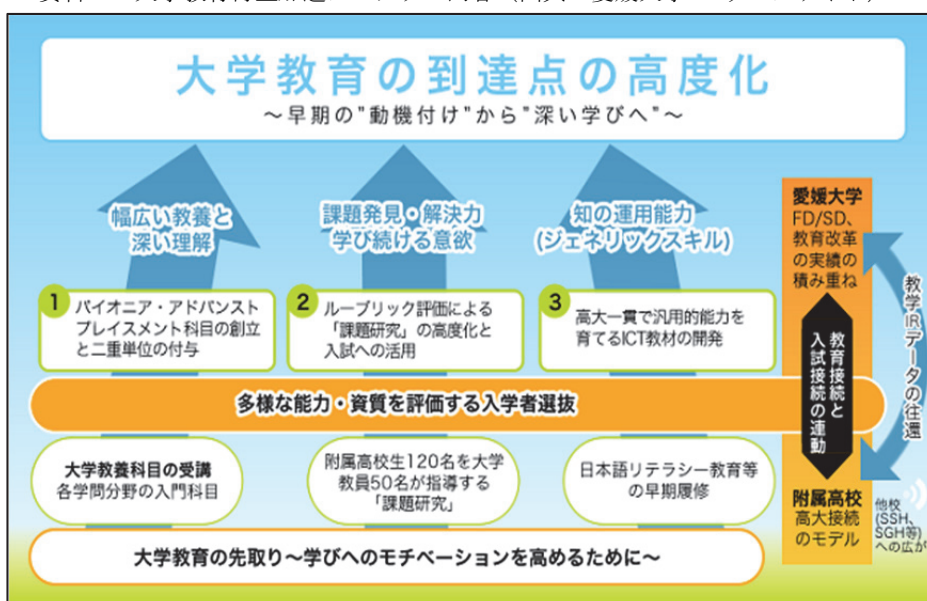 大学教育の到達点の高度化
～早期の"動機付け"から"深い学びへ"～
幅広い教養と
深い理解
課題発見・解決力
学び続ける意欲
知の運用能力
(ジェネリックスキル)
1
パイオニア・アドバンスト
プレイスメント科目の創立
と二重単位の付与
2
ルーブリック評価による
「課題研究」の高度化と
入試への活用
3
高大一貫で汎用的能力を
育てるICT教材の開発
多様な能力・資質を評価する入学者選抜
大学教養科目の受講
各学問分野の入門科目
附属高校生120名を大学
教員50名が指導する
「課題研究」
日本語リテラシー教育等
の早期履修
大学教育の先取り～学びへのモチベーションを高めるために～
愛媛大学
FD/SD、
教育改革
の実績の
積み重ね
教育接続と
入試接続の連動
附属高校
高大接続
のモデル
教学IRデータの往還
他校
(SSH、
SGH等)
への広が